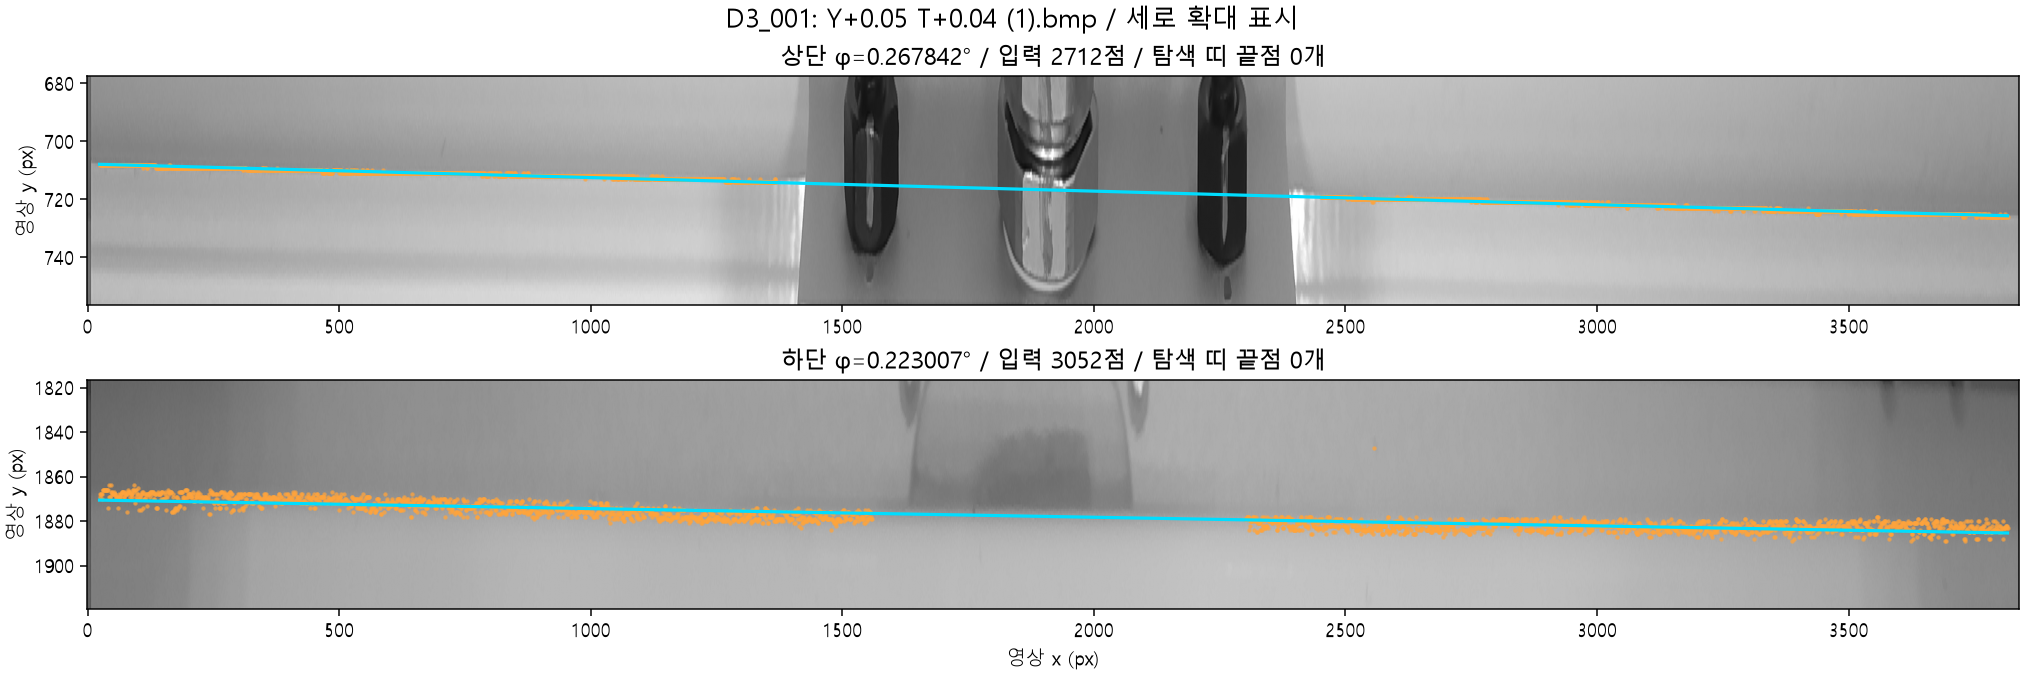 D3_001: Y+0.05 T+0.04 (1).bmp / 세로 확대 표시
상단 φ=0.267842° / 입력 2712점 / 탐색 띠 끝점 0개
영상 y (px)
680
700
720
740
0 500 1000 1500 2000 2500 3000 3500
하단 φ=0.223007° / 입력 3052점 / 탐색 띠 끝점 0개
영상 y (px)
1820
1840
1860
1880
1900
0 500 1000 1500 2000 2500 3000 3500
영상 x (px)